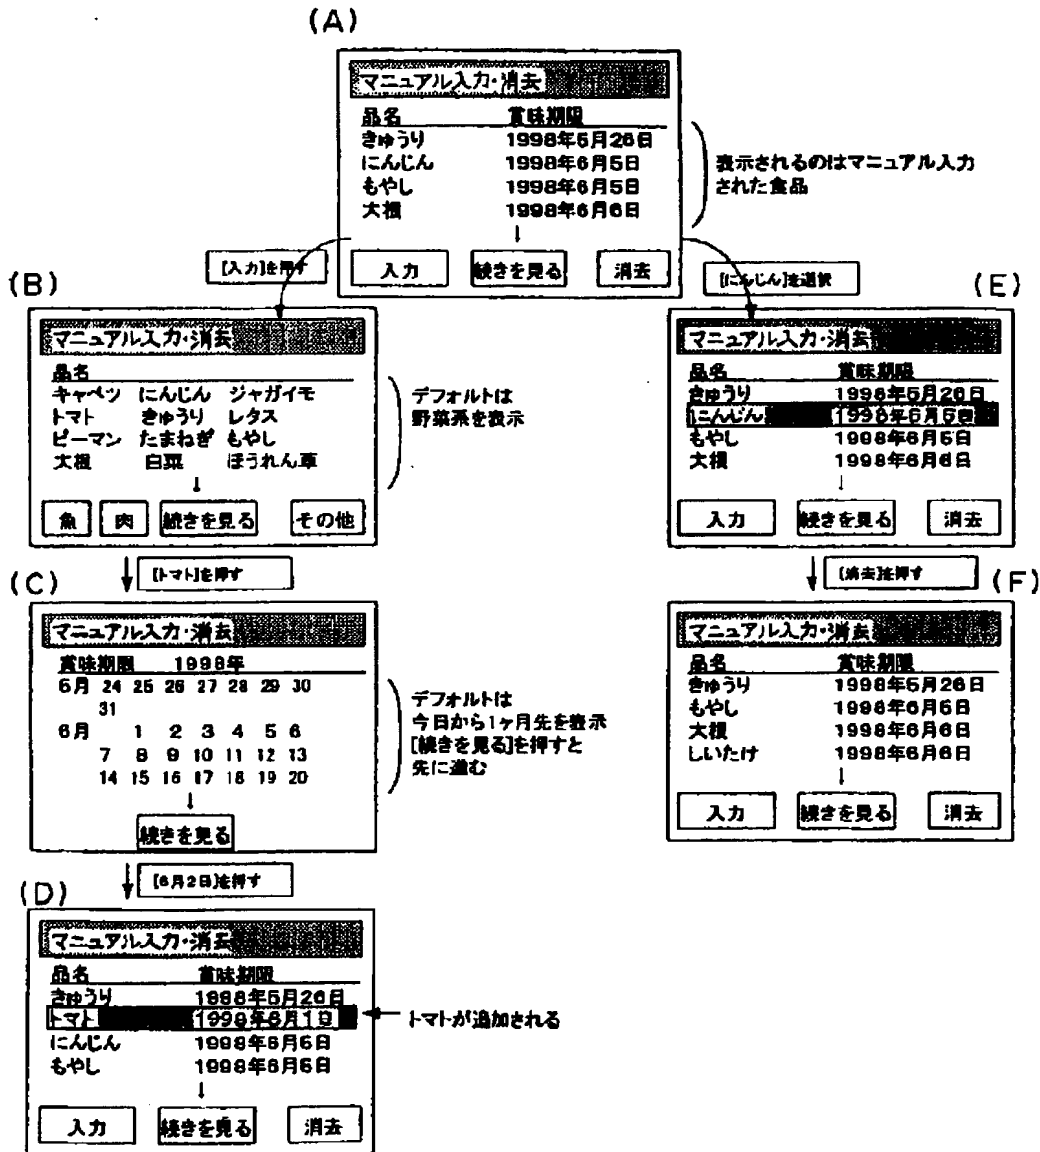 (A)
マニュアル入力・消去
品名 賞味期限
きゅうり 1998年5月26日
にんじん 1998年6月5日
もやし 1998年6月5日
大根 1998年6月6日
↓
入力 続きを見る 消去
表示されるのはマニュアル入力
された食品
[入力]を押す
[にんじん]を選択
(B)
マニュアル入力・消去
品名
キャベツ にんじん ジャガイモ
トマト きゅうり レタス
ピーマン たまねぎ もやし
大根 白菜 ほうれん草
↓
魚 肉 続きを見る その他
デフォルトは
野菜系を表示
[トマト]を押す
(C)
マニュアル入力・消去
賞味期限 1998年
5月 24 25 26 27 28 29 30
31
6月 1 2 3 4 5 6
7 8 9 10 11 12 13
14 15 16 17 18 19 20
↓
続きを見る
デフォルトは
今日から1ヶ月先を表示
[続きを見る]を押すと
先に進む
[6月2日]を押す
(D)
マニュアル入力・消去
品名 賞味期限
きゅうり 1998年5月26日
トマト 1998年6月1日
にんじん 1998年6月5日
もやし 1998年6月5日
↓
入力 続きを見る 消去
トマトが追加される
(E)
マニュアル入力・消去
品名 賞味期限
きゅうり 1998年5月26日
にんじん 1998年6月5日
もやし 1998年6月5日
大根 1998年6月6日
↓
入力 続きを見る 消去
[消去]を押す
(F)
マニュアル入力・消去
品名 賞味期限
きゅうり 1998年5月26日
もやし 1998年6月5日
大根 1998年6月6日
しいたけ 1998年6月6日
↓
入力 続きを見る 消去